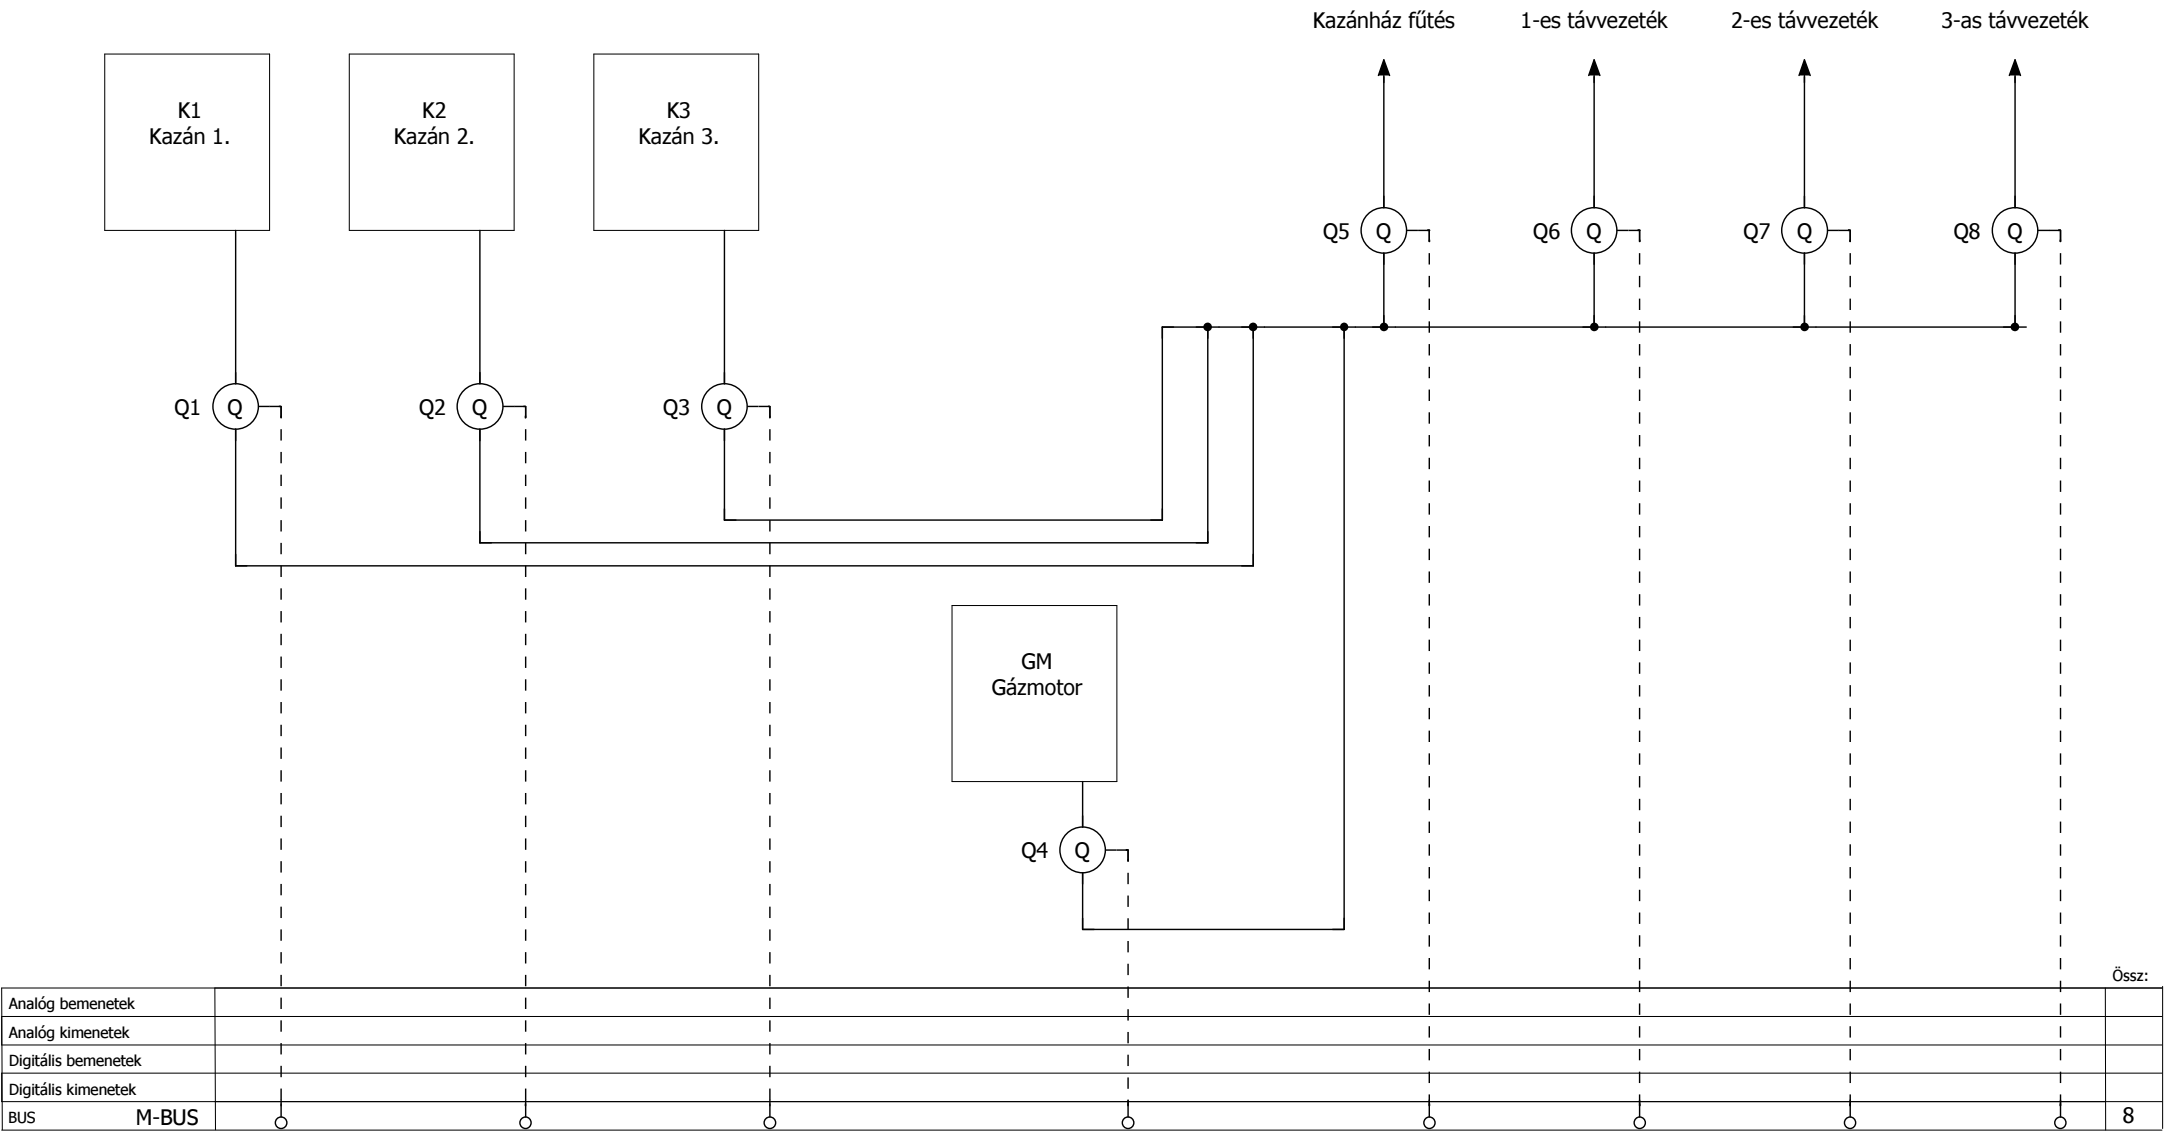 Kazánház fűtés 1-es távvezeték 2-es távvezeték 3-as távvezeték
K1
Kazán 1.
K2
Kazán 2.
K3
Kazán 3.
Q5 Q Q6 Q Q7 Q Q8 Q
Q1 Q Q2 Q Q3 Q
GM
Gázmotor
Q4 Q
Össz:
Analóg bemenetek
Analóg kimenetek
Digitális bemenetek
Digitális kimenetek
BUS M-BUS 8